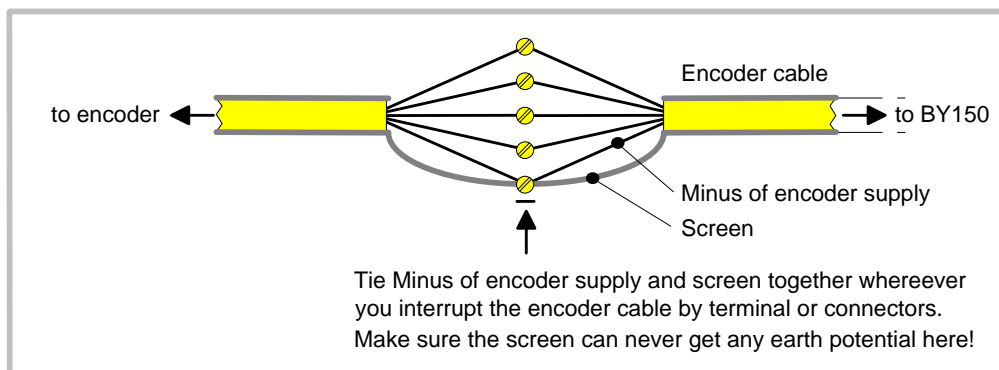 Encoder cable
to encoder
to BY150
Minus of encoder supply
Screen
Tie Minus of encoder supply and screen together whereever
you interrupt the encoder cable by terminal or connectors.
Make sure the screen can never get any earth potential here!